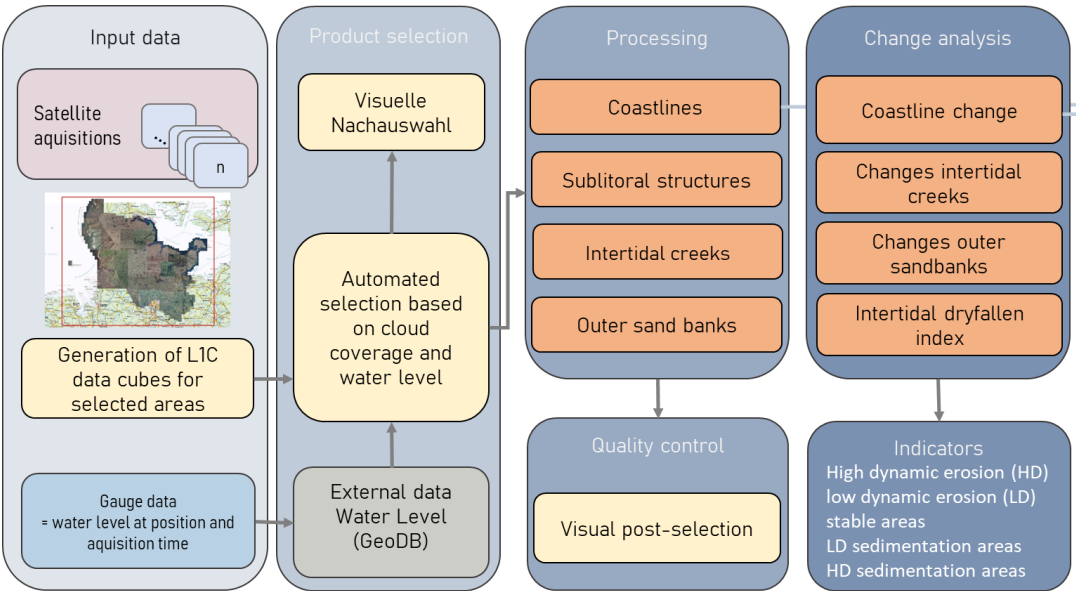 Input data
Satellite
aquisitions
n
Generation of L1C
data cubes for
selected areas
Gauge data
= water level at position and
aquisition time
Product selection
Visuelle
Nachauswahl
Automated
selection based
on cloud
coverage and
water level
External data
Water Level
(GeoDB)
Processing
Coastlines
Sublitoral structures
Intertidal creeks
Outer sand banks
Quality control
Visual post-selection
Change analysis
Coastline change
Changes intertidal
creeks
Changes outer
sandbanks
Intertidal dryfallen
index
Indicators
High dynamic erosion (HD)
low dynamic erosion (LD)
stable areas
LD sedimentation areas
HD sedimentation areas